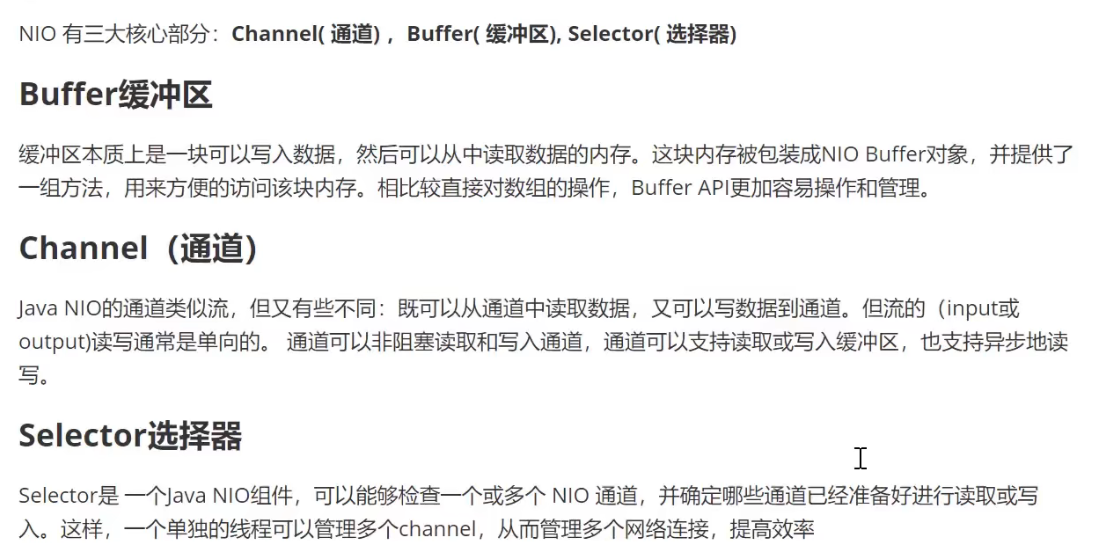 NIO 有三大核心部分：Channel( 通道) ，Buffer( 缓冲区), Selector( 选择器)
Buffer缓冲区
缓冲区本质上是一块可以写入数据，然后可以从中读取数据的内存。这块内存被包装成NIO Buffer对象，并提供了
一组方法，用来方便的访问该块内存。相比较直接对数组的操作，Buffer API更加容易操作和管理。
Channel（通道）
Java NIO的通道类似流，但又有些不同：既可以从通道中读取数据，又可以写数据到通道。但流的（input或
output)读写通常是单向的。 通道可以非阻塞读取和写入通道，通道可以支持读取或写入缓冲区，也支持异步地读
写。
Selector选择器
Selector是 一个Java NIO组件，可以能够检查一个或多个 NIO 通道，并确定哪些通道已经准备好进行读取或写
入。这样，一个单独的线程可以管理多个channel，从而管理多个网络连接，提高效率